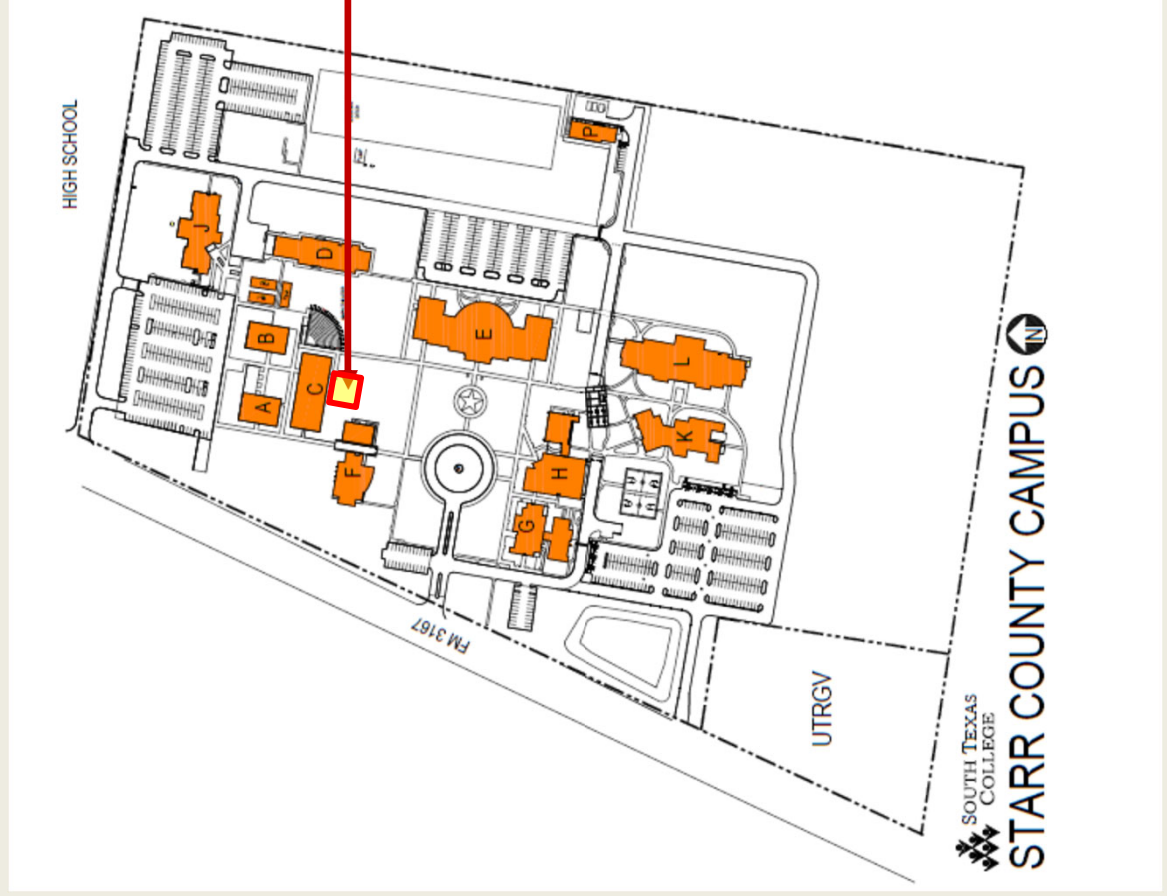 HIGH SCHOOL
P
J
D
B
E
C
A
L
F
K
H
G
FM 3167
UTRGV
SOUTH TEXAS
COLLEGE
STARR COUNTY CAMPUS
N